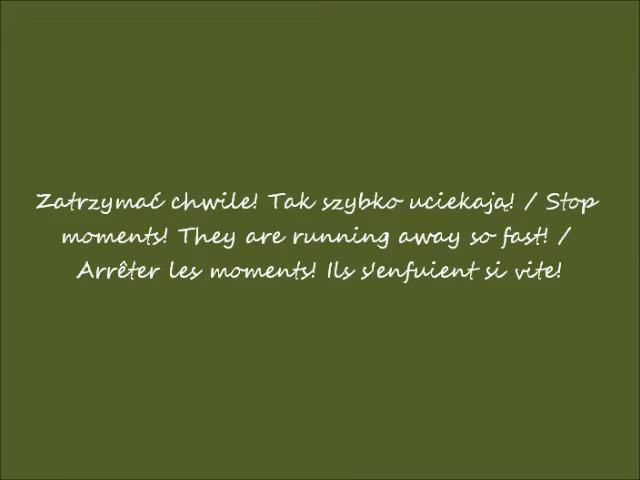 Zatrzymać chwile! Tak szybko uciekają! / Stop
moments! They are running away so fast! /
Arrêter les moments! Ils s'enfuient si vite!